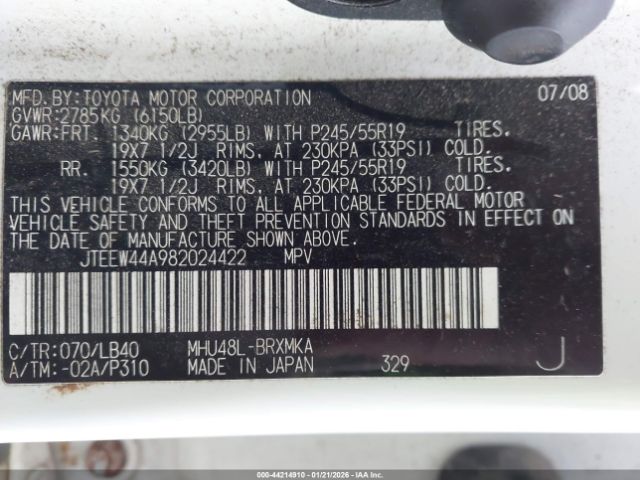 MFD. BY: TOYOTA MOTOR CORPORATION 07/08
GVWR: 2785KG (6150LB)
GAWR: FRT. 1340KG (2955LB) WITH P245/55R19 TIRES.
19X7 1/2J RIMS, AT 230KPA (33PSI) COLD.
RR. 1550KG (3420LB) WITH P245/55R19 TIRES.
19X7 1/2J RIMS, AT 230KPA (33PSI) COLD.
THIS VEHICLE CONFORMS TO ALL APPLICABLE FEDERAL MOTOR
VEHICLE SAFETY AND THEFT PREVENTION STANDARDS IN EFFECT ON
THE DATE OF MANUFACTURE SHOWN ABOVE.
JTEEW44A982024422 MPV
C/TR: 070/LB40 MHU48L-BRXMKA
A/TM: -02A/P310 MADE IN JAPAN 329 J
000-44214910 - 01/21/2026 - PUBLIC - IAA INC.